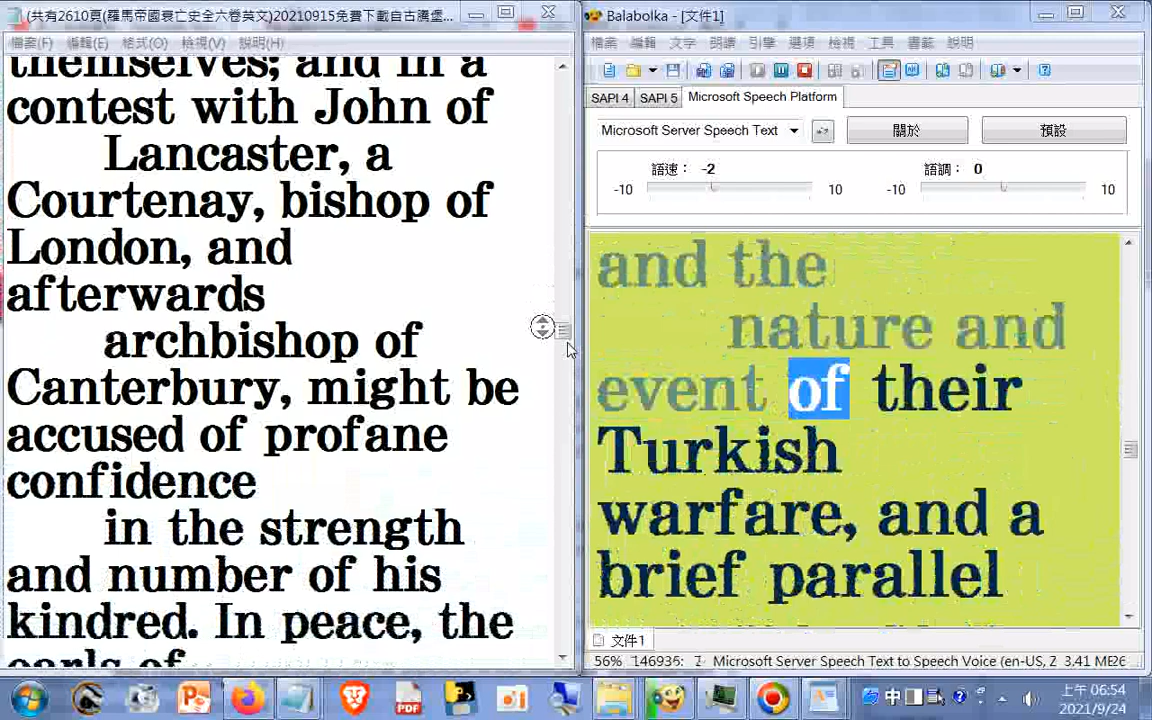 (共有2610頁(羅馬帝國衰亡史全六卷英文)20210915免費下載自古騰堡...
檔案(F) 編輯(E) 格式(O) 檢視(V) 說明(H)
themselves; and in a
contest with John of
Lancaster, a
Courtenay, bishop of
London, and
afterwards
archbishop of
Canterbury, might be
accused of profane
confidence
in the strength
and number of his
kindred. In peace, the
earls of
Balabolka - [文件1]
檔案 編輯 文字 朗讀 引擎 選項 檢視 工具 書籤 說明
SAPI 4 SAPI 5 Microsoft Speech Platform
Microsoft Server Speech Text 關於 預設
語速： -2 語調： 0
-10 10 -10 10
and the
nature and
event of their
Turkish
warfare, and a
brief parallel
文件1
56% Microsoft Server Speech Text to Speech Voice (en-US, Z 3,41 ME26
中
上午 06:54
2021/9/24